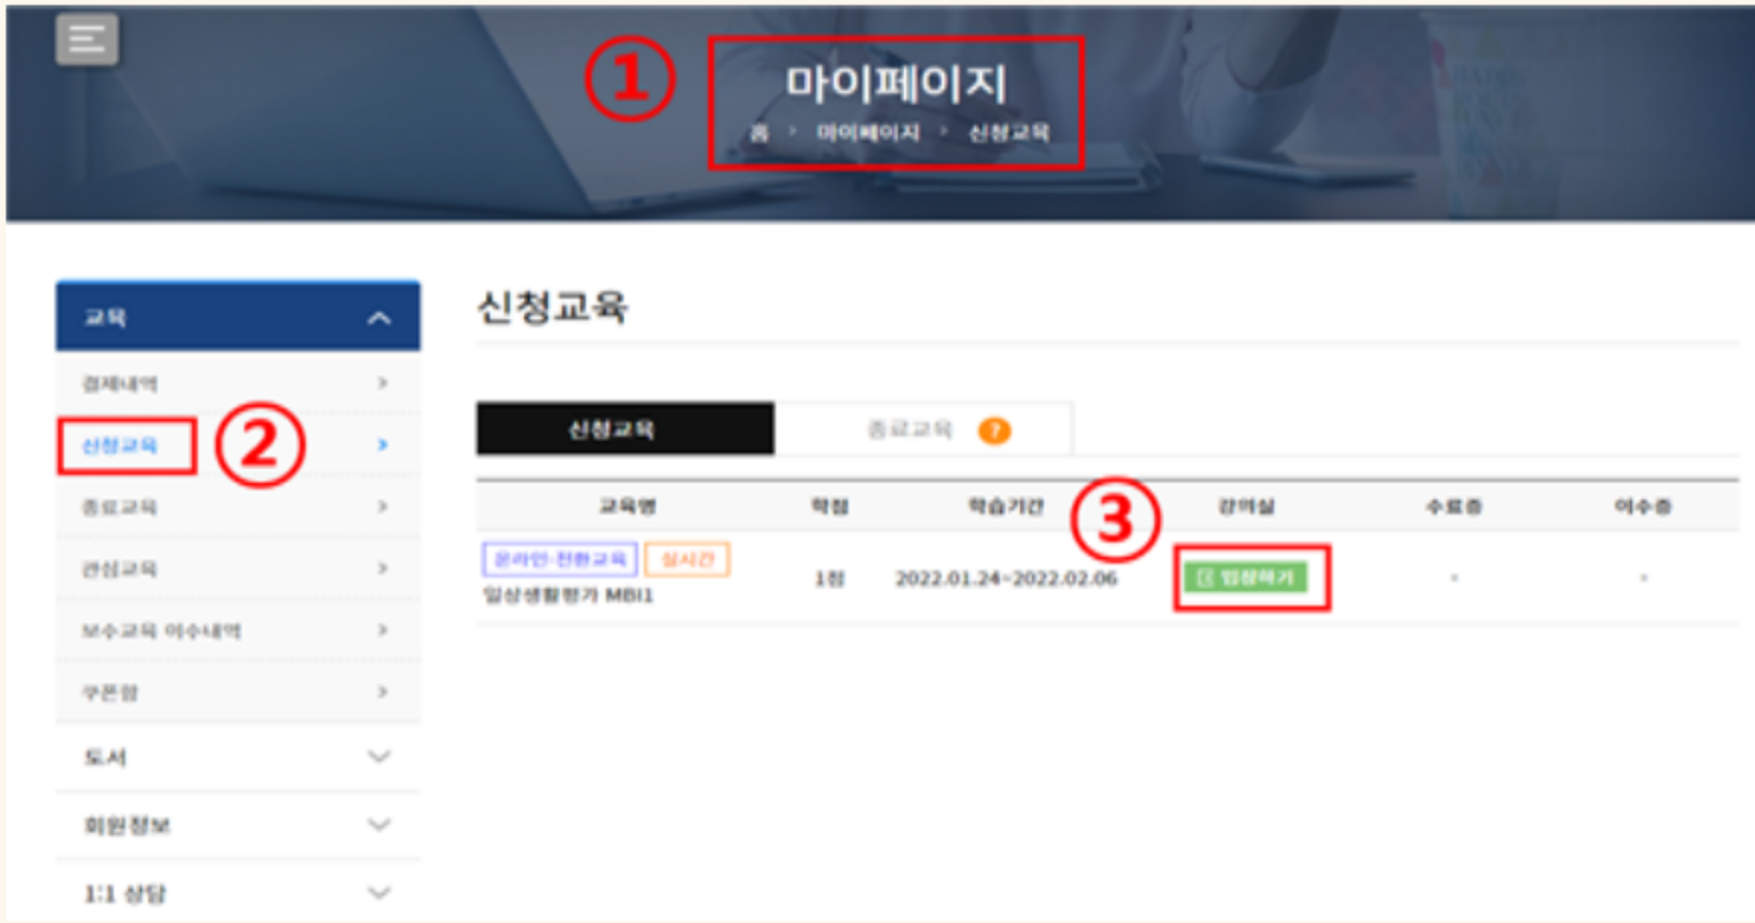 ①
마이페이지
홈 > 마이페이지 > 신청교육
교육
결제내역 >
신청교육 >
②
종료교육 >
관심교육 >
보수교육 이수내역 >
쿠폰함 >
도서
회원정보
1:1 상담
신청교육
신청교육 종료교육 ?
교육명 학점 학습기간 ③ 강의실 수료증 이수증
온라인-전환교육 실시간
일상생활평가 MBI1
1점 2022.01.24~2022.02.06 입장하기 - -